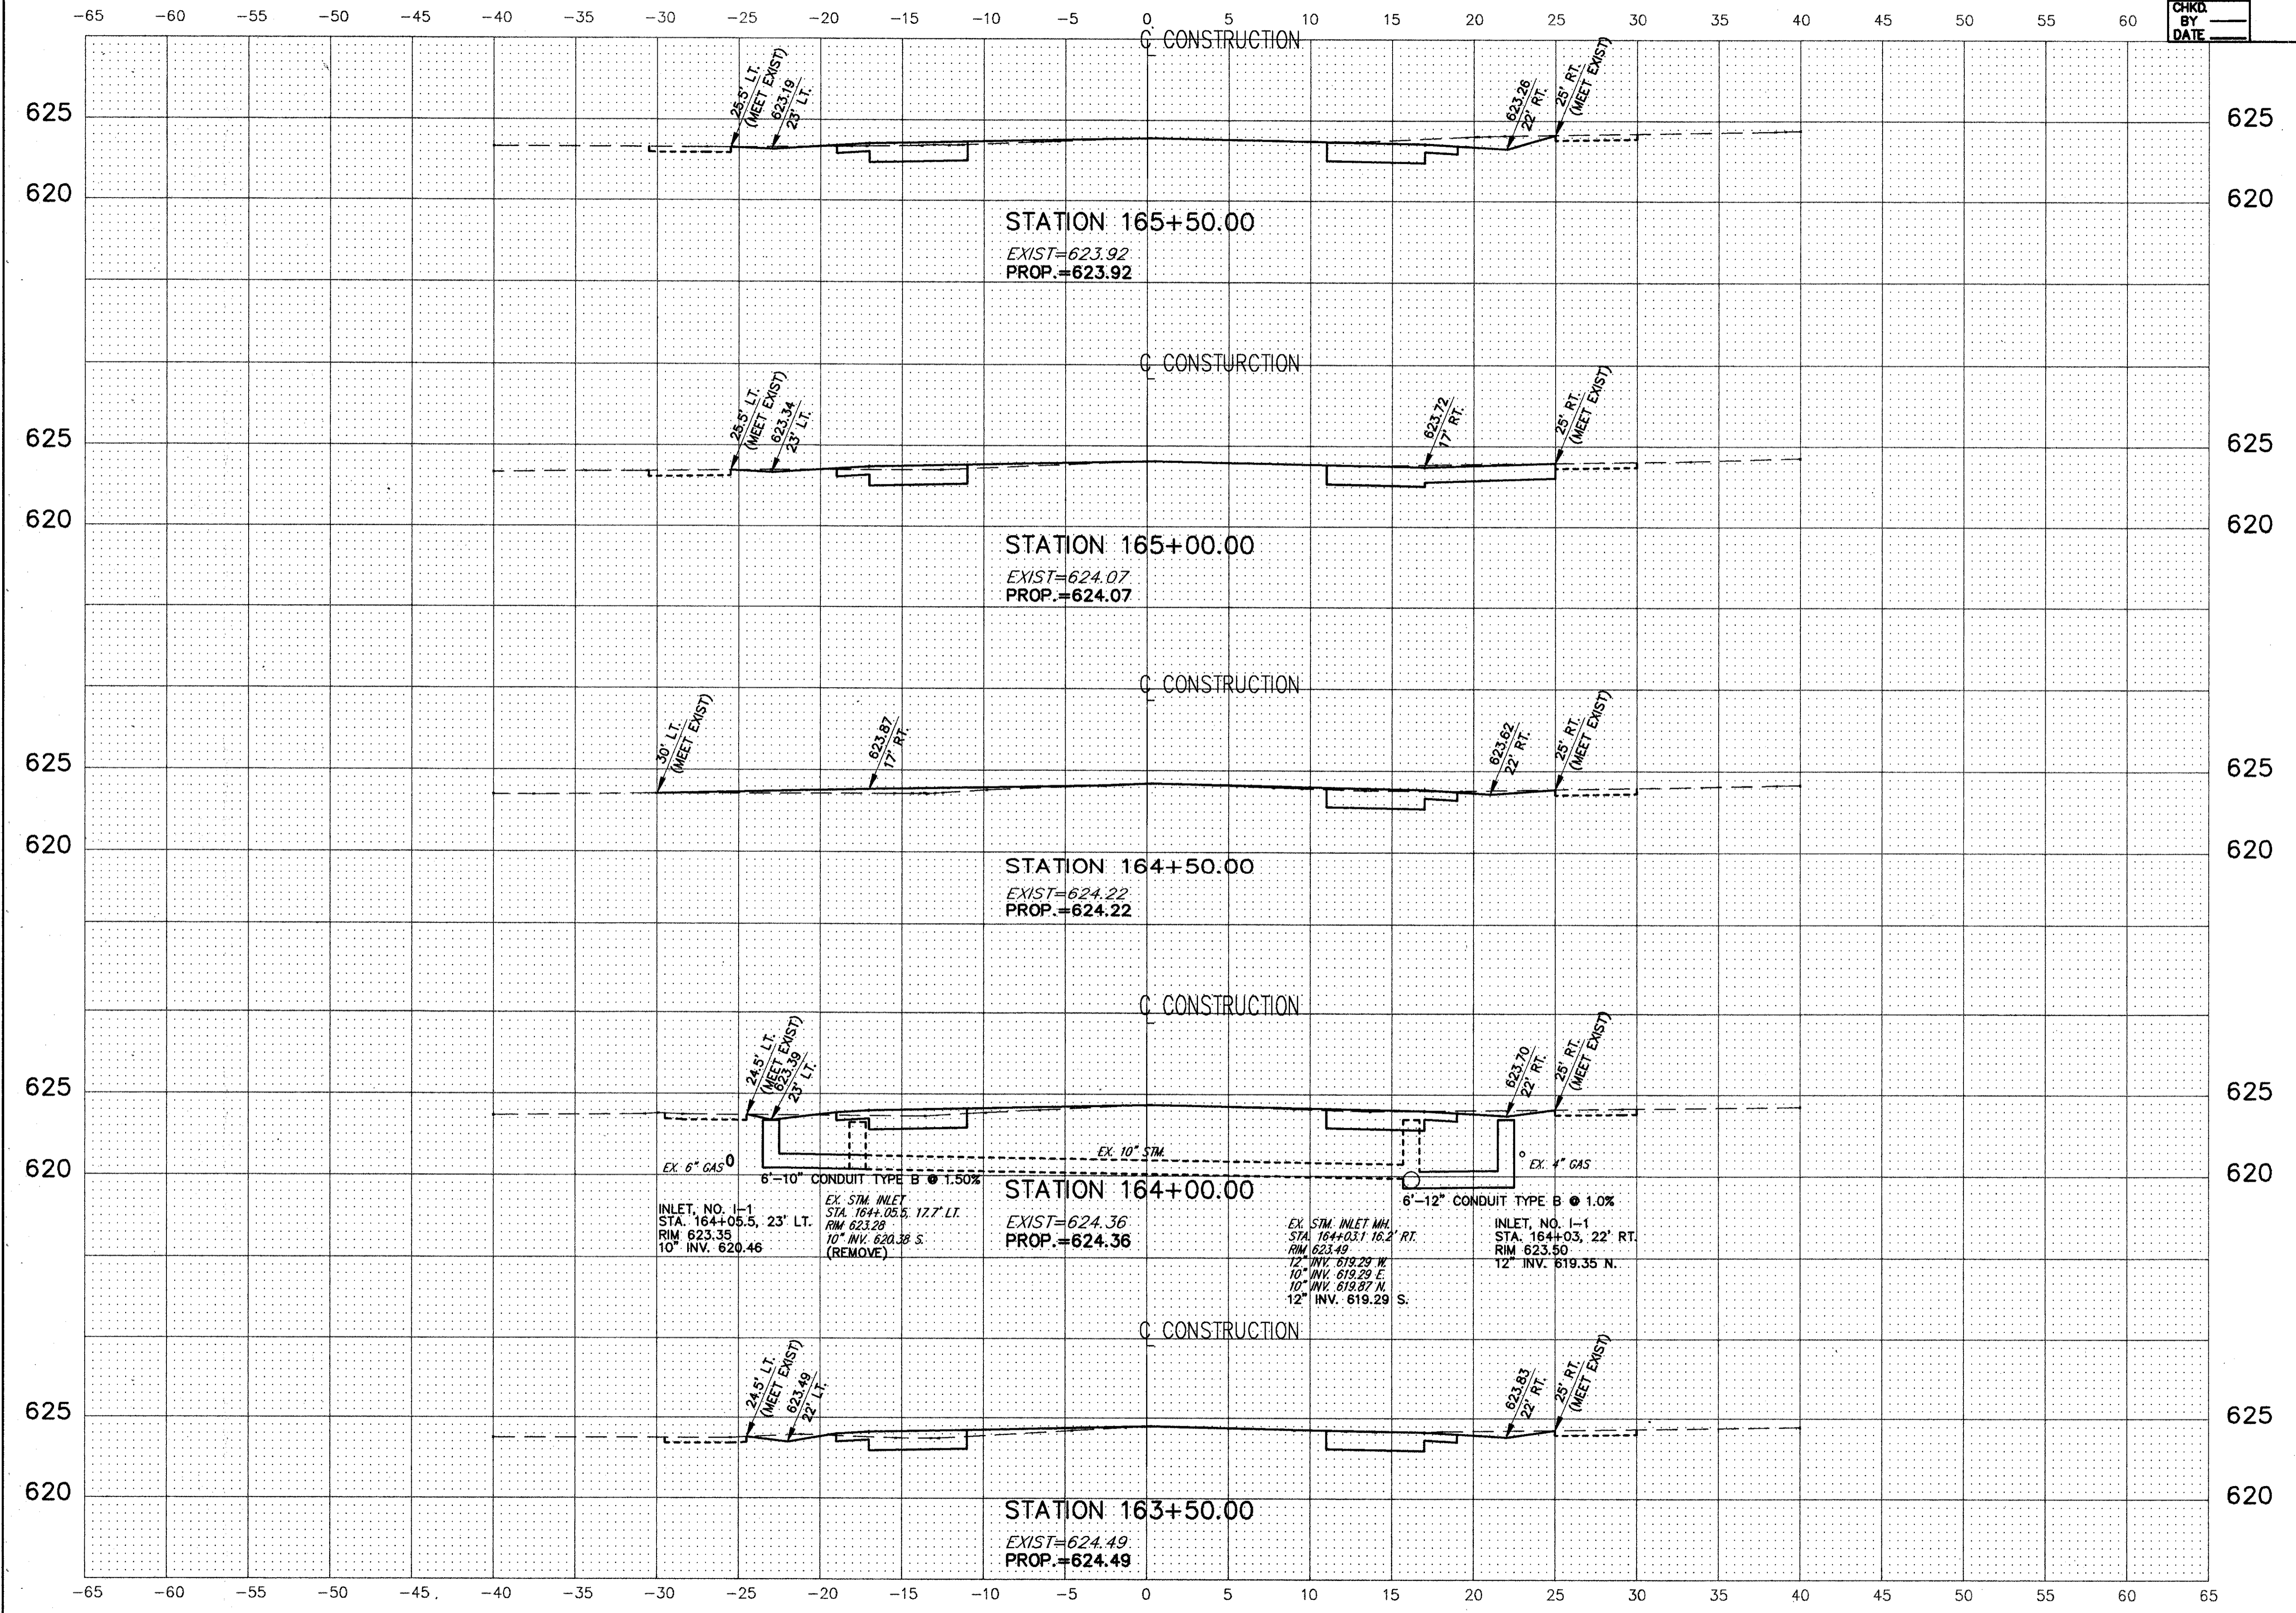 -65 -60 -55 -50 -45 -40 -35 -30 -25 -20 -15 -10 -5 0 5 10 15 20 25 30 35 40 45 50 55 60
CHKD.
BY
DATE
℄ CONSTRUCTION
25.5' LT.
(MEET EXIST)
623.19
23' LT.
623.26
22' RT.
25' RT.
(MEET EXIST)
625 625
620 620
STATION 165+50.00
EXIST=623.92
PROP.=623.92
℄ CONSTURCTION
25.5' LT.
(MEET EXIST)
623.34
23' LT.
623.72
17' RT.
25' RT.
(MEET EXIST)
625 625
620 620
STATION 165+00.00
EXIST=624.07
PROP.=624.07
℄ CONSTRUCTION
30' LT.
(MEET EXIST)
623.87
17' RT.
623.62
22' RT.
25' RT.
(MEET EXIST)
625 625
620 620
STATION 164+50.00
EXIST=624.22
PROP.=624.22
℄ CONSTRUCTION
24.5' LT.
(MEET EXIST)
623.39
23' LT.
623.70
22' RT.
25' RT.
(MEET EXIST)
625 625
EX. 10" STM.
EX. 6" GAS
EX. 4" GAS
620 620
6'-10" CONDUIT TYPE B @ 1.50%
6'-12" CONDUIT TYPE B @ 1.0%
INLET, NO. I-1
STA. 164+05.5, 23' LT.
RIM 623.35
10" INV. 620.46
EX. STM. INLET
STA. 164+.05.5, 17.7' LT.
RIM 623.28
10" INV. 620.38 S.
(REMOVE)
STATION 164+00.00
EXIST=624.36
PROP.=624.36
EX. STM. INLET MH.
STA. 164+03.1 16.2' RT.
RIM 623.49
12" INV. 619.29 W.
10" INV. 619.29 E.
10" INV. 619.87 N.
12" INV. 619.29 S.
INLET, NO. I-1
STA. 164+03, 22' RT.
RIM 623.50
12" INV. 619.35 N.
℄ CONSTRUCTION
24.5' LT.
(MEET EXIST)
623.49
22' LT.
623.83
22' RT.
25' RT.
(MEET EXIST)
625 625
620 620
STATION 163+50.00
EXIST=624.49
PROP.=624.49
-65 -60 -55 -50 -45 -40 -35 -30 -25 -20 -15 -10 -5 0 5 10 15 20 25 30 35 40 45 50 55 60 65